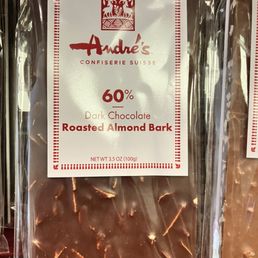 André's
CONFISERIE SUISSE
60%
Dark Chocolate
Roasted Almond Bark
NET WT 3.5 OZ (100g)